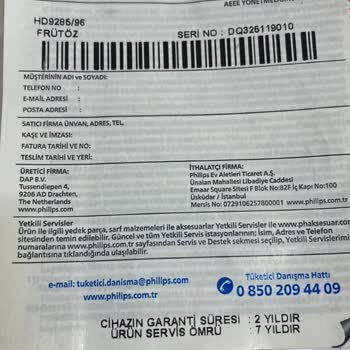 AEEE YÖNETMELİĞİNE
HD9286/96
FRÜTÖZ
SERİ NO : DQ325119010
MÜŞTERİNİN ADI ve SOYADI:
TELEFON NO :
E-MAİL ADRESİ :
POSTA ADRESİ :
SATICI FİRMA ÜNVAN, ADRES, TEL,
KAŞE ve İMZASI:
FATURA TARİHİ VE NO:
TESLİM TARİHİ VE YERİ:
ÜRETİCİ FİRMA:
DAP B.V.
Tussendiepen 4,
9206 AD Drachten,
The Netherlands
www.philips.com
İTHALATÇI FİRMA:
Philips Ev Aletleri Ticaret A.Ş.
Ünalan Mahallesi Libadiye Caddesi
Emaar Square Sitesi F Blok No:82F İç Kapı No:100
Üsküdar / İstanbul
Mersis No: 0729106257800001 www.philips.com.tr
Yetkili Servisler
Ürün ile ilgili yedek parça, sarf malzemeleri ile aksesuarlar Yetkili Servisler ile www.phaksesuar.com
sitesinden temin edilebilir. Güncel ve tüm Yetkili Servis istasyonlarının; isim, Adres ve Telefon
numaralarına www.philips.com.tr sayfasından Servis ve Destek sekmesi seçilip, Yetkili Servislerimiz
bağlantısına tıklandığında ulaşılabilir.
e-mail: tuketici.danisma@philips.com
www.philips.com.tr
Tüketici Danışma Hattı
0 850 209 44 09
CİHAZIN GARANTİ SÜRESİ : 2 YILDIR
ÜRÜN SERVİS ÖMRÜ : 7 YILDIR